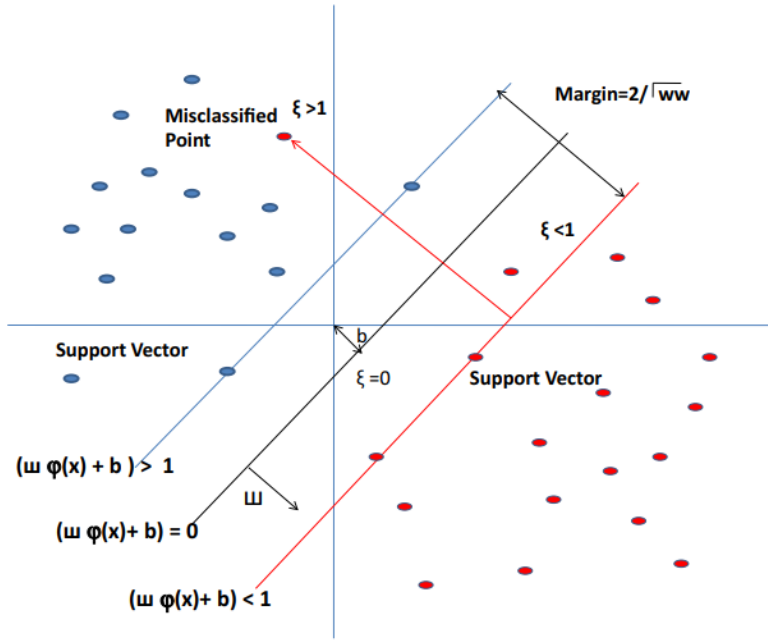 Misclassified
Point
ξ >1
Margin=2/√ww
ξ <1
b
Support Vector
ξ =0
Support Vector
(ш φ(x) + b ) > 1
Ш
(ш φ(x)+ b) = 0
(ш φ(x)+ b) < 1